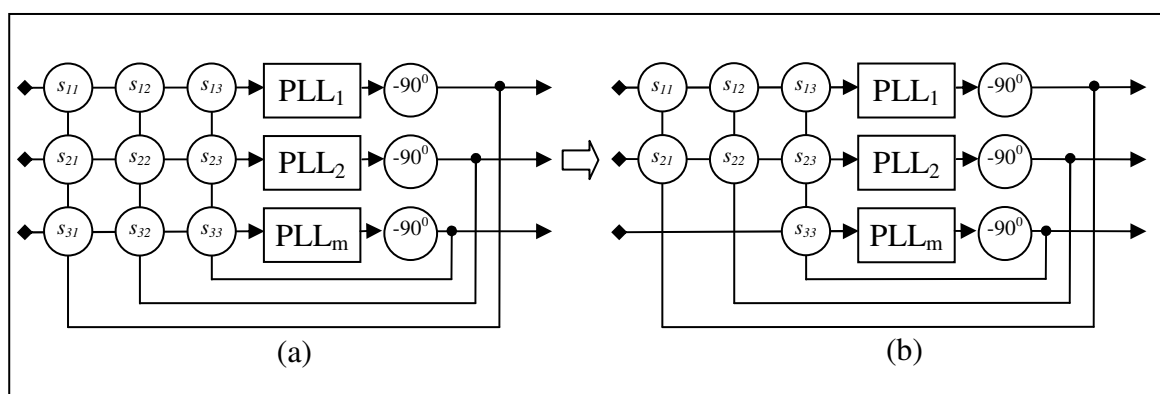 s11 s12 s13 PLL1 -90⁰ s11 s12 s13 PLL1 -90⁰
s21 s22 s23 PLL2 -90⁰ s21 s22 s23 PLL2 -90⁰
s31 s32 s33 PLLm -90⁰ s33 PLLm -90⁰
(a) (b)